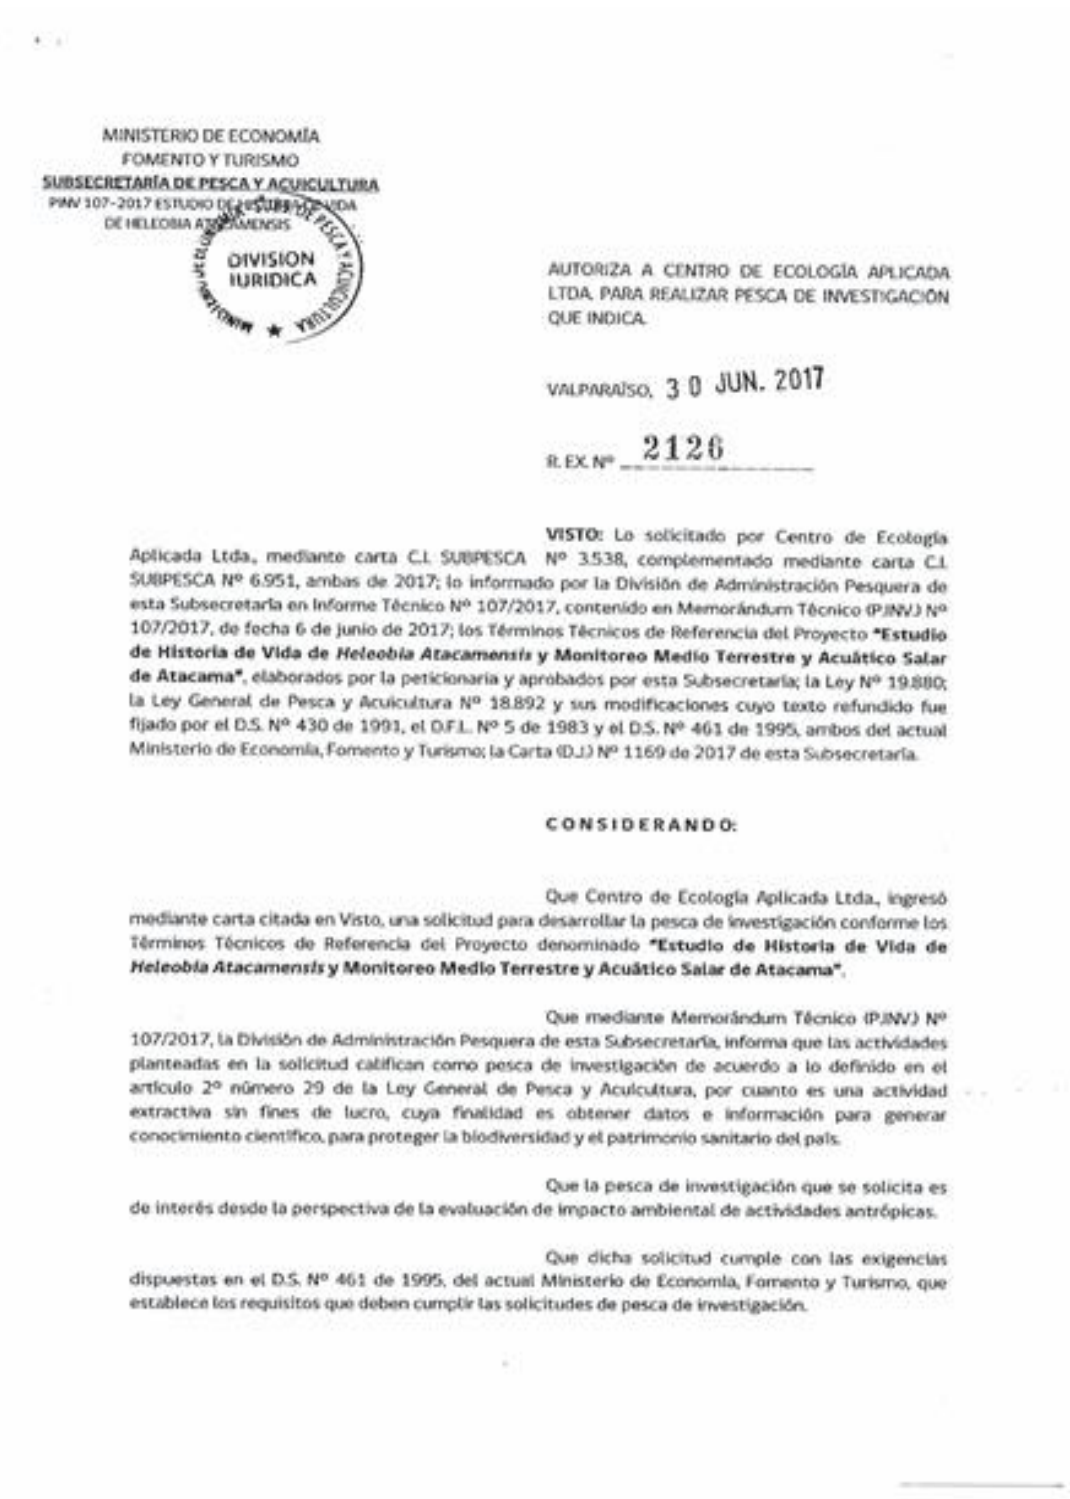 MINISTERIO DE ECONOMÍA
FOMENTO Y TURISMO
SUBSECRETARÍA DE PESCA Y ACUICULTURA
PINV 107-2017 ESTUDIO DE HISTORIA DE VIDA
DE HELEOBIA ATACAMENSIS
DIVISION
JURIDICA
AUTORIZA A CENTRO DE ECOLOGÍA APLICADA
LTDA. PARA REALIZAR PESCA DE INVESTIGACIÓN
QUE INDICA.
VALPARAÍSO, 30 JUN. 2017
R. EX. Nº 2126
VISTO: Lo solicitado por Centro de Ecología
Aplicada Ltda., mediante carta C.I. SUBPESCA Nº 3.538, complementado mediante carta C.I.
SUBPESCA Nº 6.951, ambas de 2017; lo informado por la División de Administración Pesquera de
esta Subsecretaría en Informe Técnico Nº 107/2017, contenido en Memorándum Técnico (P.INV.) Nº
107/2017, de fecha 6 de junio de 2017; los Términos Técnicos de Referencia del Proyecto "Estudio
de Historia de Vida de Heleobia Atacamensis y Monitoreo Medio Terrestre y Acuático Salar
de Atacama", elaborados por la peticionaria y aprobados por esta Subsecretaría; la Ley Nº 19.880;
la Ley General de Pesca y Acuicultura Nº 18.892 y sus modificaciones cuyo texto refundido fue
fijado por el D.S. Nº 430 de 1991, el D.F.L. Nº 5 de 1983 y el D.S. Nº 461 de 1995, ambos del actual
Ministerio de Economía, Fomento y Turismo; la Carta (D.J.) Nº 1169 de 2017 de esta Subsecretaría.
CONSIDERANDO:
Que Centro de Ecología Aplicada Ltda., ingresó
mediante carta citada en Visto, una solicitud para desarrollar la pesca de investigación conforme los
Términos Técnicos de Referencia del Proyecto denominado "Estudio de Historia de Vida de
Heleobia Atacamensis y Monitoreo Medio Terrestre y Acuático Salar de Atacama".
Que mediante Memorándum Técnico (P.INV.) Nº
107/2017, la División de Administración Pesquera de esta Subsecretaría, informa que las actividades
planteadas en la solicitud califican como pesca de investigación de acuerdo a lo definido en el
artículo 2º número 29 de la Ley General de Pesca y Acuicultura, por cuanto es una actividad
extractiva sin fines de lucro, cuya finalidad es obtener datos e información para generar
conocimiento científico, para proteger la biodiversidad y el patrimonio sanitario del país.
Que la pesca de investigación que se solicita es
de interés desde la perspectiva de la evaluación de impacto ambiental de actividades antrópicas.
Que dicha solicitud cumple con las exigencias
dispuestas en el D.S. Nº 461 de 1995, del actual Ministerio de Economía, Fomento y Turismo, que
establece los requisitos que deben cumplir las solicitudes de pesca de investigación.